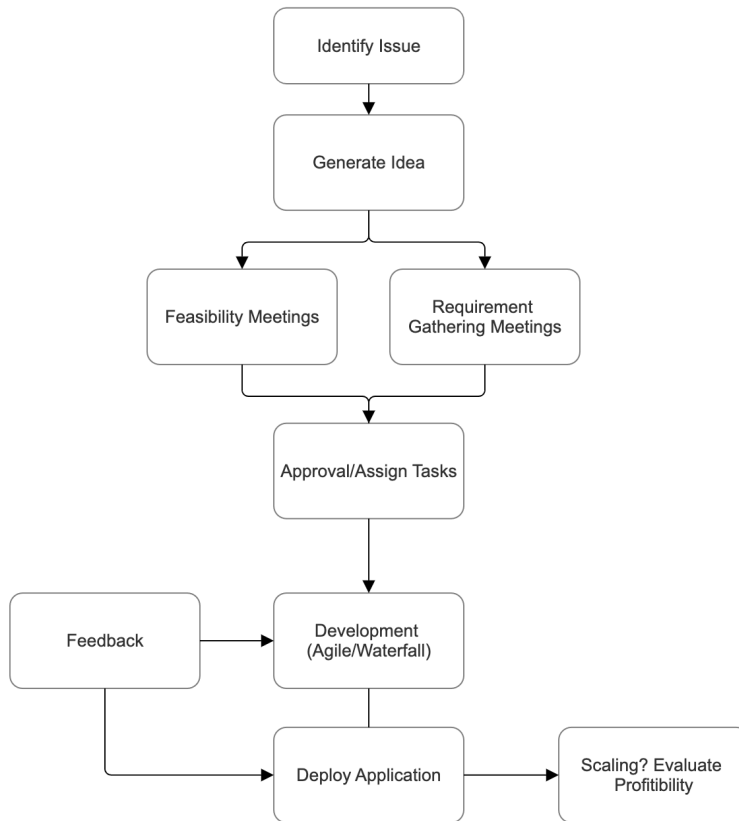 Identify Issue
Generate Idea
Feasibility Meetings
Requirement
Gathering Meetings
Approval/Assign Tasks
Feedback
Development
(Agile/Waterfall)
Deploy Application
Scaling? Evaluate
Profitibility